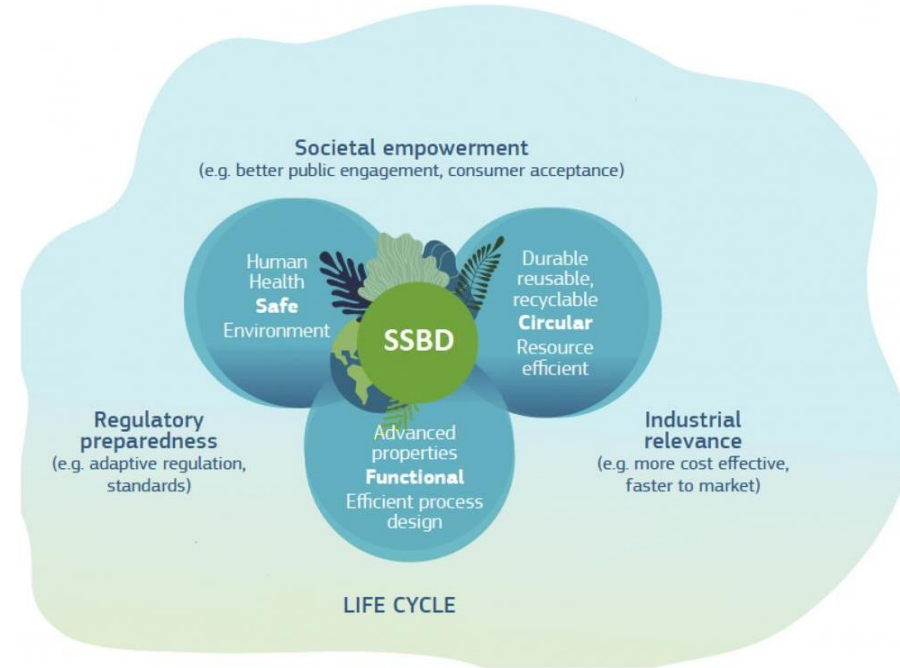 Societal empowerment
(e.g. better public engagement, consumer acceptance)
Human
Health
Safe
Environment
Durable
reusable,
recyclable
Circular
Resource
efficient
SSBD
Advanced
properties
Functional
Efficient process
design
Regulatory
preparedness
(e.g. adaptive regulation,
standards)
Industrial
relevance
(e.g. more cost effective,
faster to market)
LIFE CYCLE